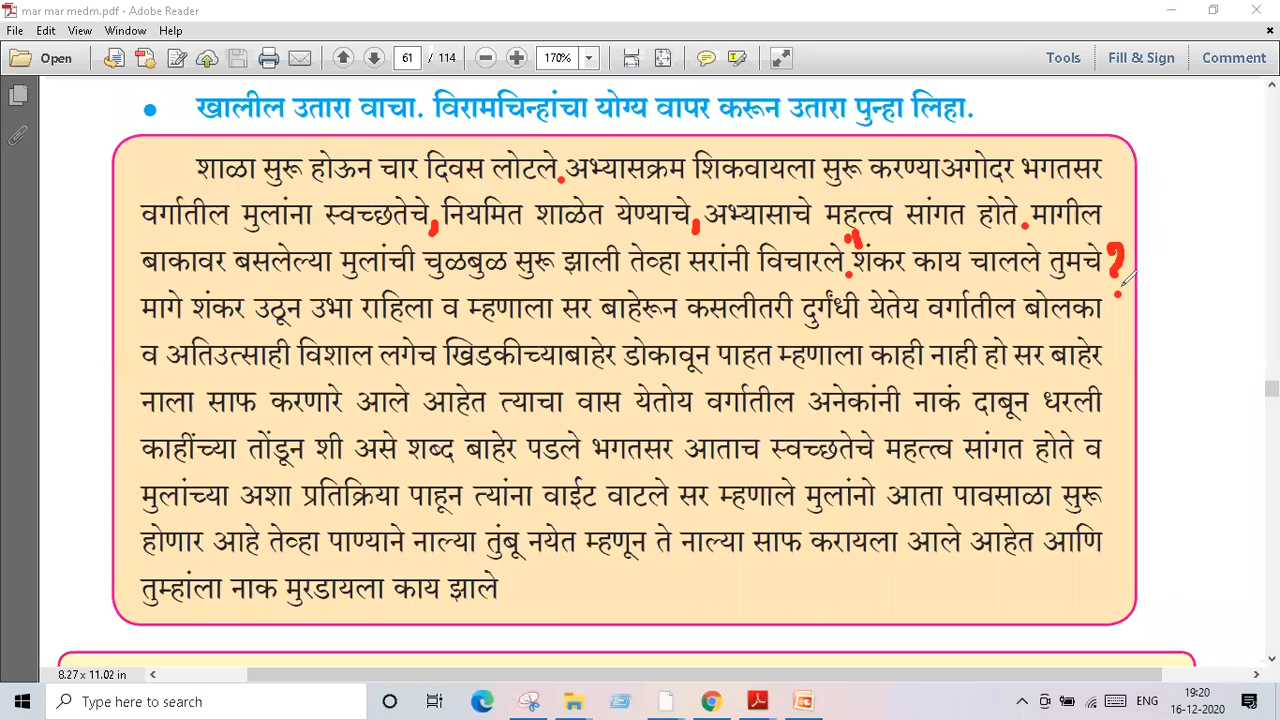 mar mar medm.pdf - Adobe Reader
File Edit View Window Help
Open 61 / 114 170% Tools Fill & Sign Comment
• खालील उतारा वाचा. विरामचिन्हांचा योग्य वापर करून उतारा पुन्हा लिहा.
शाळा सुरू होऊन चार दिवस लोटले.अभ्यासक्रम शिकवायला सुरू करण्याअगोदर भगतसर
वर्गातील मुलांना स्वच्छतेचे,नियमित शाळेत येण्याचे,अभ्यासाचे महत्त्व सांगत होते.मागील
बाकावर बसलेल्या मुलांची चुळबुळ सुरू झाली तेव्हा सरांनी विचारले.“शंकर काय चालले तुमचे?
मागे शंकर उठून उभा राहिला व म्हणाला सर बाहेरून कसलीतरी दुर्गंधी येतेय वर्गातील बोलका
व अतिउत्साही विशाल लगेच खिडकीच्याबाहेर डोकावून पाहत म्हणाला काही नाही हो सर बाहेर
नाला साफ करणारे आले आहेत त्याचा वास येतोय वर्गातील अनेकांनी नाकं दाबून धरली
काहींच्या तोंडून शी असे शब्द बाहेर पडले भगतसर आताच स्वच्छतेचे महत्त्व सांगत होते व
मुलांच्या अशा प्रतिक्रिया पाहून त्यांना वाईट वाटले सर म्हणाले मुलांनो आता पावसाळा सुरू
होणार आहे तेव्हा पाण्याने नाल्या तुंबू नयेत म्हणून ते नाल्या साफ करायला आले आहेत आणि
तुम्हांला नाक मुरडायला काय झाले
8.27 x 11.02 in
Type here to search ENG 19:20
16-12-2020